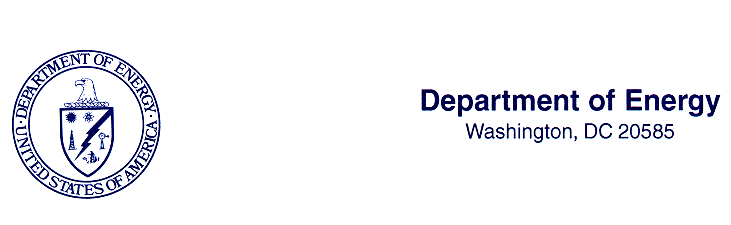 DEPARTMENT OF ENERGY
UNITED STATES OF AMERICA
Department of Energy
Washington, DC 20585